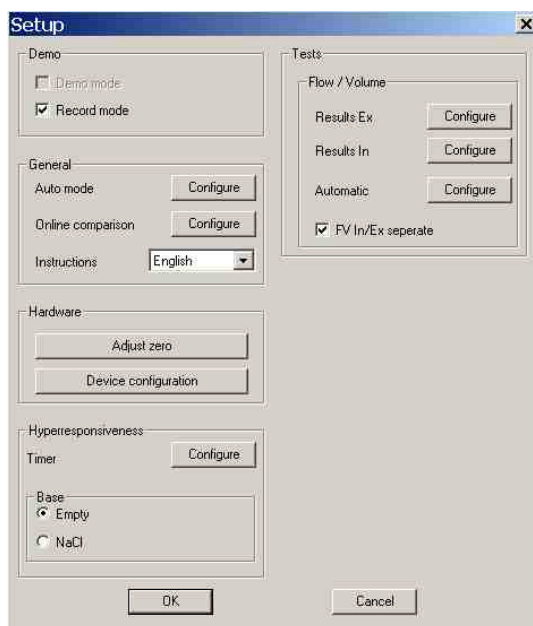 Setup
Demo
Demo mode
Record mode
General
Auto mode Configure
Online comparison Configure
Instructions English
Hardware
Adjust zero
Device configuration
Hyperresponsiveness
Timer Configure
Base
Empty
NaCl
Tests
Flow / Volume
Results Ex Configure
Results In Configure
Automatic Configure
FV In/Ex seperate
OK Cancel